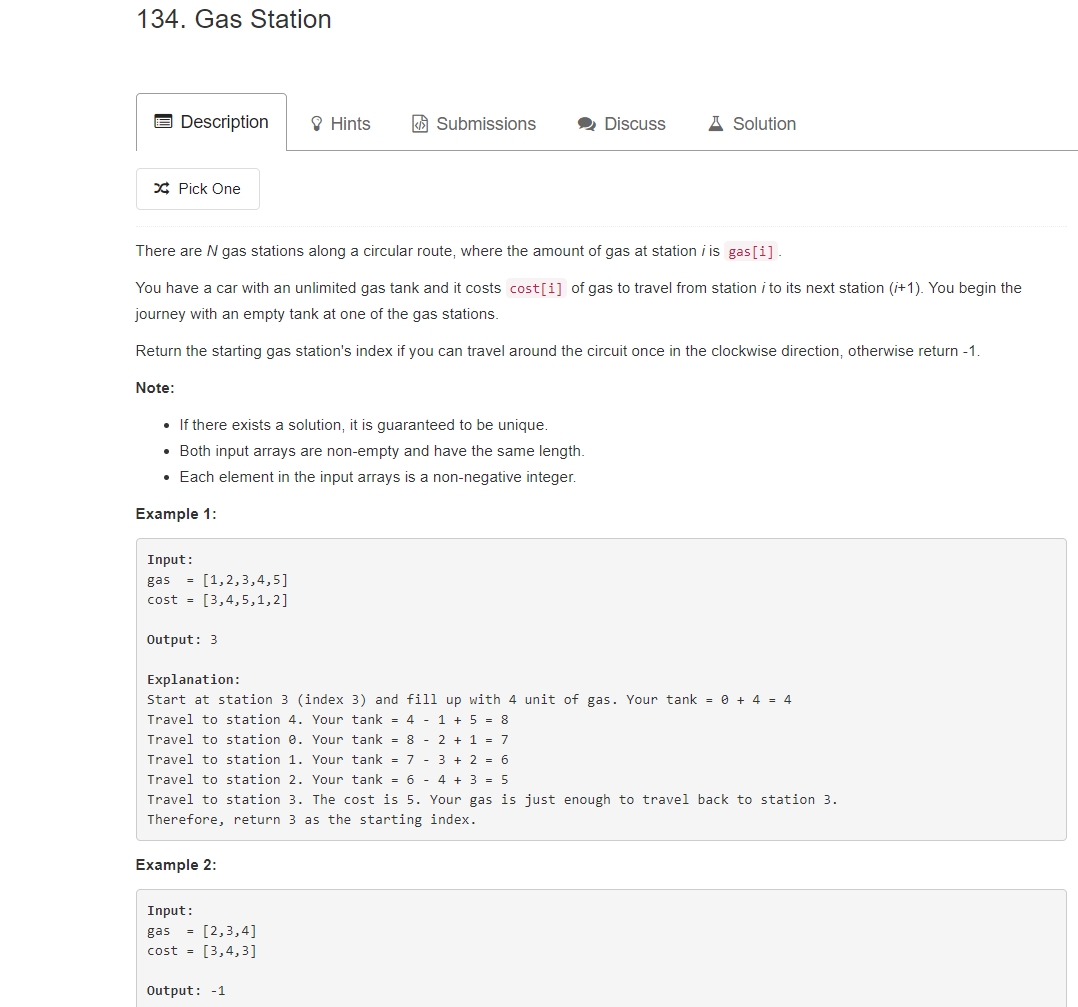 134. Gas Station
Description Hints Submissions Discuss Solution
Pick One
There are N gas stations along a circular route, where the amount of gas at station i is gas[i].
You have a car with an unlimited gas tank and it costs cost[i] of gas to travel from station i to its next station (i+1). You begin the
journey with an empty tank at one of the gas stations.
Return the starting gas station's index if you can travel around the circuit once in the clockwise direction, otherwise return -1.
Note:
• If there exists a solution, it is guaranteed to be unique.
• Both input arrays are non-empty and have the same length.
• Each element in the input arrays is a non-negative integer.
Example 1:
Input:
gas  = [1,2,3,4,5]
cost = [3,4,5,1,2]
Output: 3
Explanation:
Start at station 3 (index 3) and fill up with 4 unit of gas. Your tank = 0 + 4 = 4
Travel to station 4. Your tank = 4 - 1 + 5 = 8
Travel to station 0. Your tank = 8 - 2 + 1 = 7
Travel to station 1. Your tank = 7 - 3 + 2 = 6
Travel to station 2. Your tank = 6 - 4 + 3 = 5
Travel to station 3. The cost is 5. Your gas is just enough to travel back to station 3.
Therefore, return 3 as the starting index.
Example 2:
Input:
gas  = [2,3,4]
cost = [3,4,3]
Output: -1